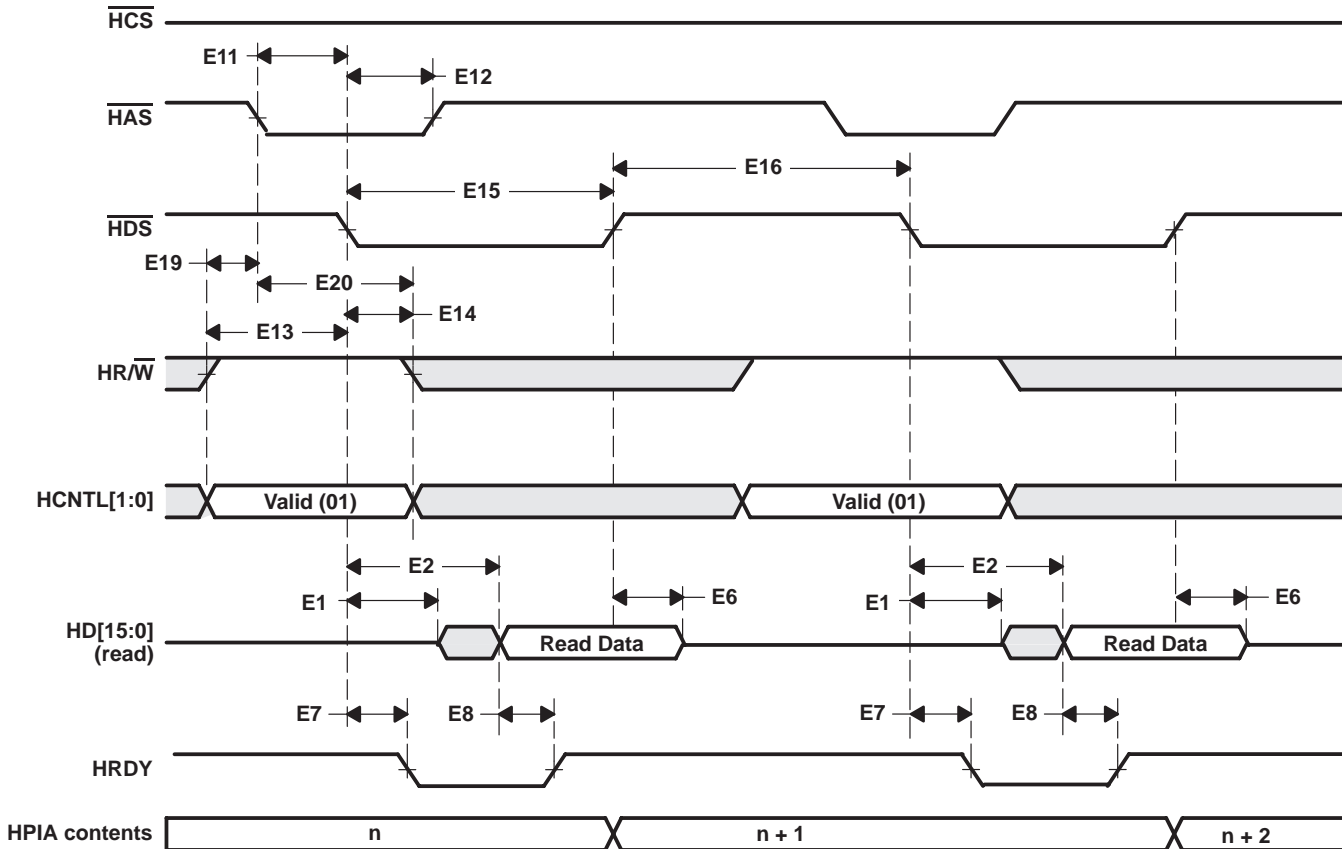 HCS
E11
E12
HAS
E16
E15
HDS
E19
E20
E14
E13
HR/W
HCNTL[1:0]
Valid (01)
Valid (01)
E2
E2
E1
E6
E1
E6
HD[15:0]
(read)
Read Data
Read Data
E7
E8
E7
E8
HRDY
HPIA contents
n
n + 1
n + 2